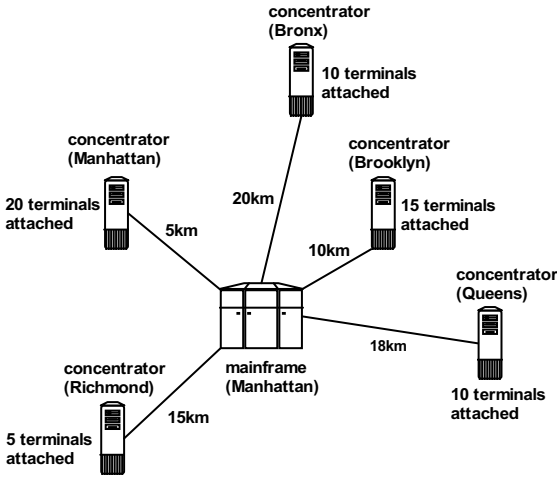 concentrator
(Bronx)
10 terminals
attached
concentrator
(Manhattan)
concentrator
(Brooklyn)
20 terminals
attached
20km
15 terminals
attached
5km
10km
concentrator
(Queens)
18km
concentrator
(Richmond)
mainframe
(Manhattan)
10 terminals
attached
15km
5 terminals
attached